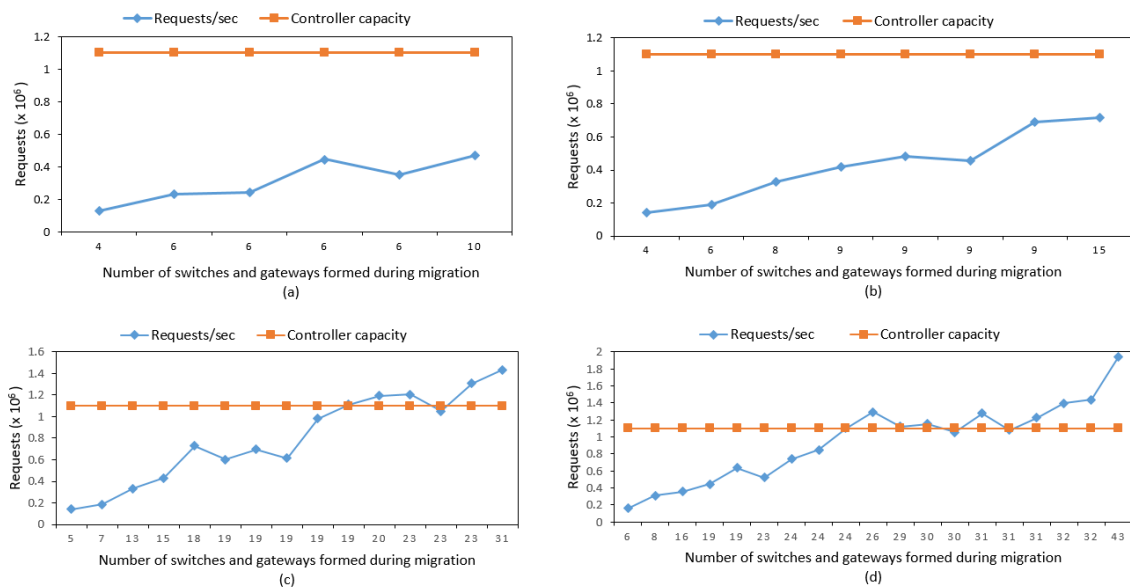 Requests/sec Controller capacity
1.2
1
0.8
0.6
0.4
0.2
0
Requests (x 10⁶)
4 6 6 6 6 10
Number of switches and gateways formed during migration
(a)
Requests/sec Controller capacity
1.2
1
0.8
0.6
0.4
0.2
0
Requests (x 10⁶)
4 6 8 9 9 9 9 15
Number of switches and gateways formed during migration
(b)
Requests/sec Controller capacity
1.6
1.4
1.2
1
0.8
0.6
0.4
0.2
0
Requests (x 10⁶)
5 7 13 15 18 19 19 19 19 19 20 23 23 23 31
Number of switches and gateways formed during migration
(c)
Requests/sec Controller capacity
2
1.8
1.6
1.4
1.2
1
0.8
0.6
0.4
0.2
0
Requests (x 10⁶)
6 8 16 19 19 23 24 24 24 26 29 30 30 31 31 31 32 32 43
Number of switches and gateways formed during migration
(d)